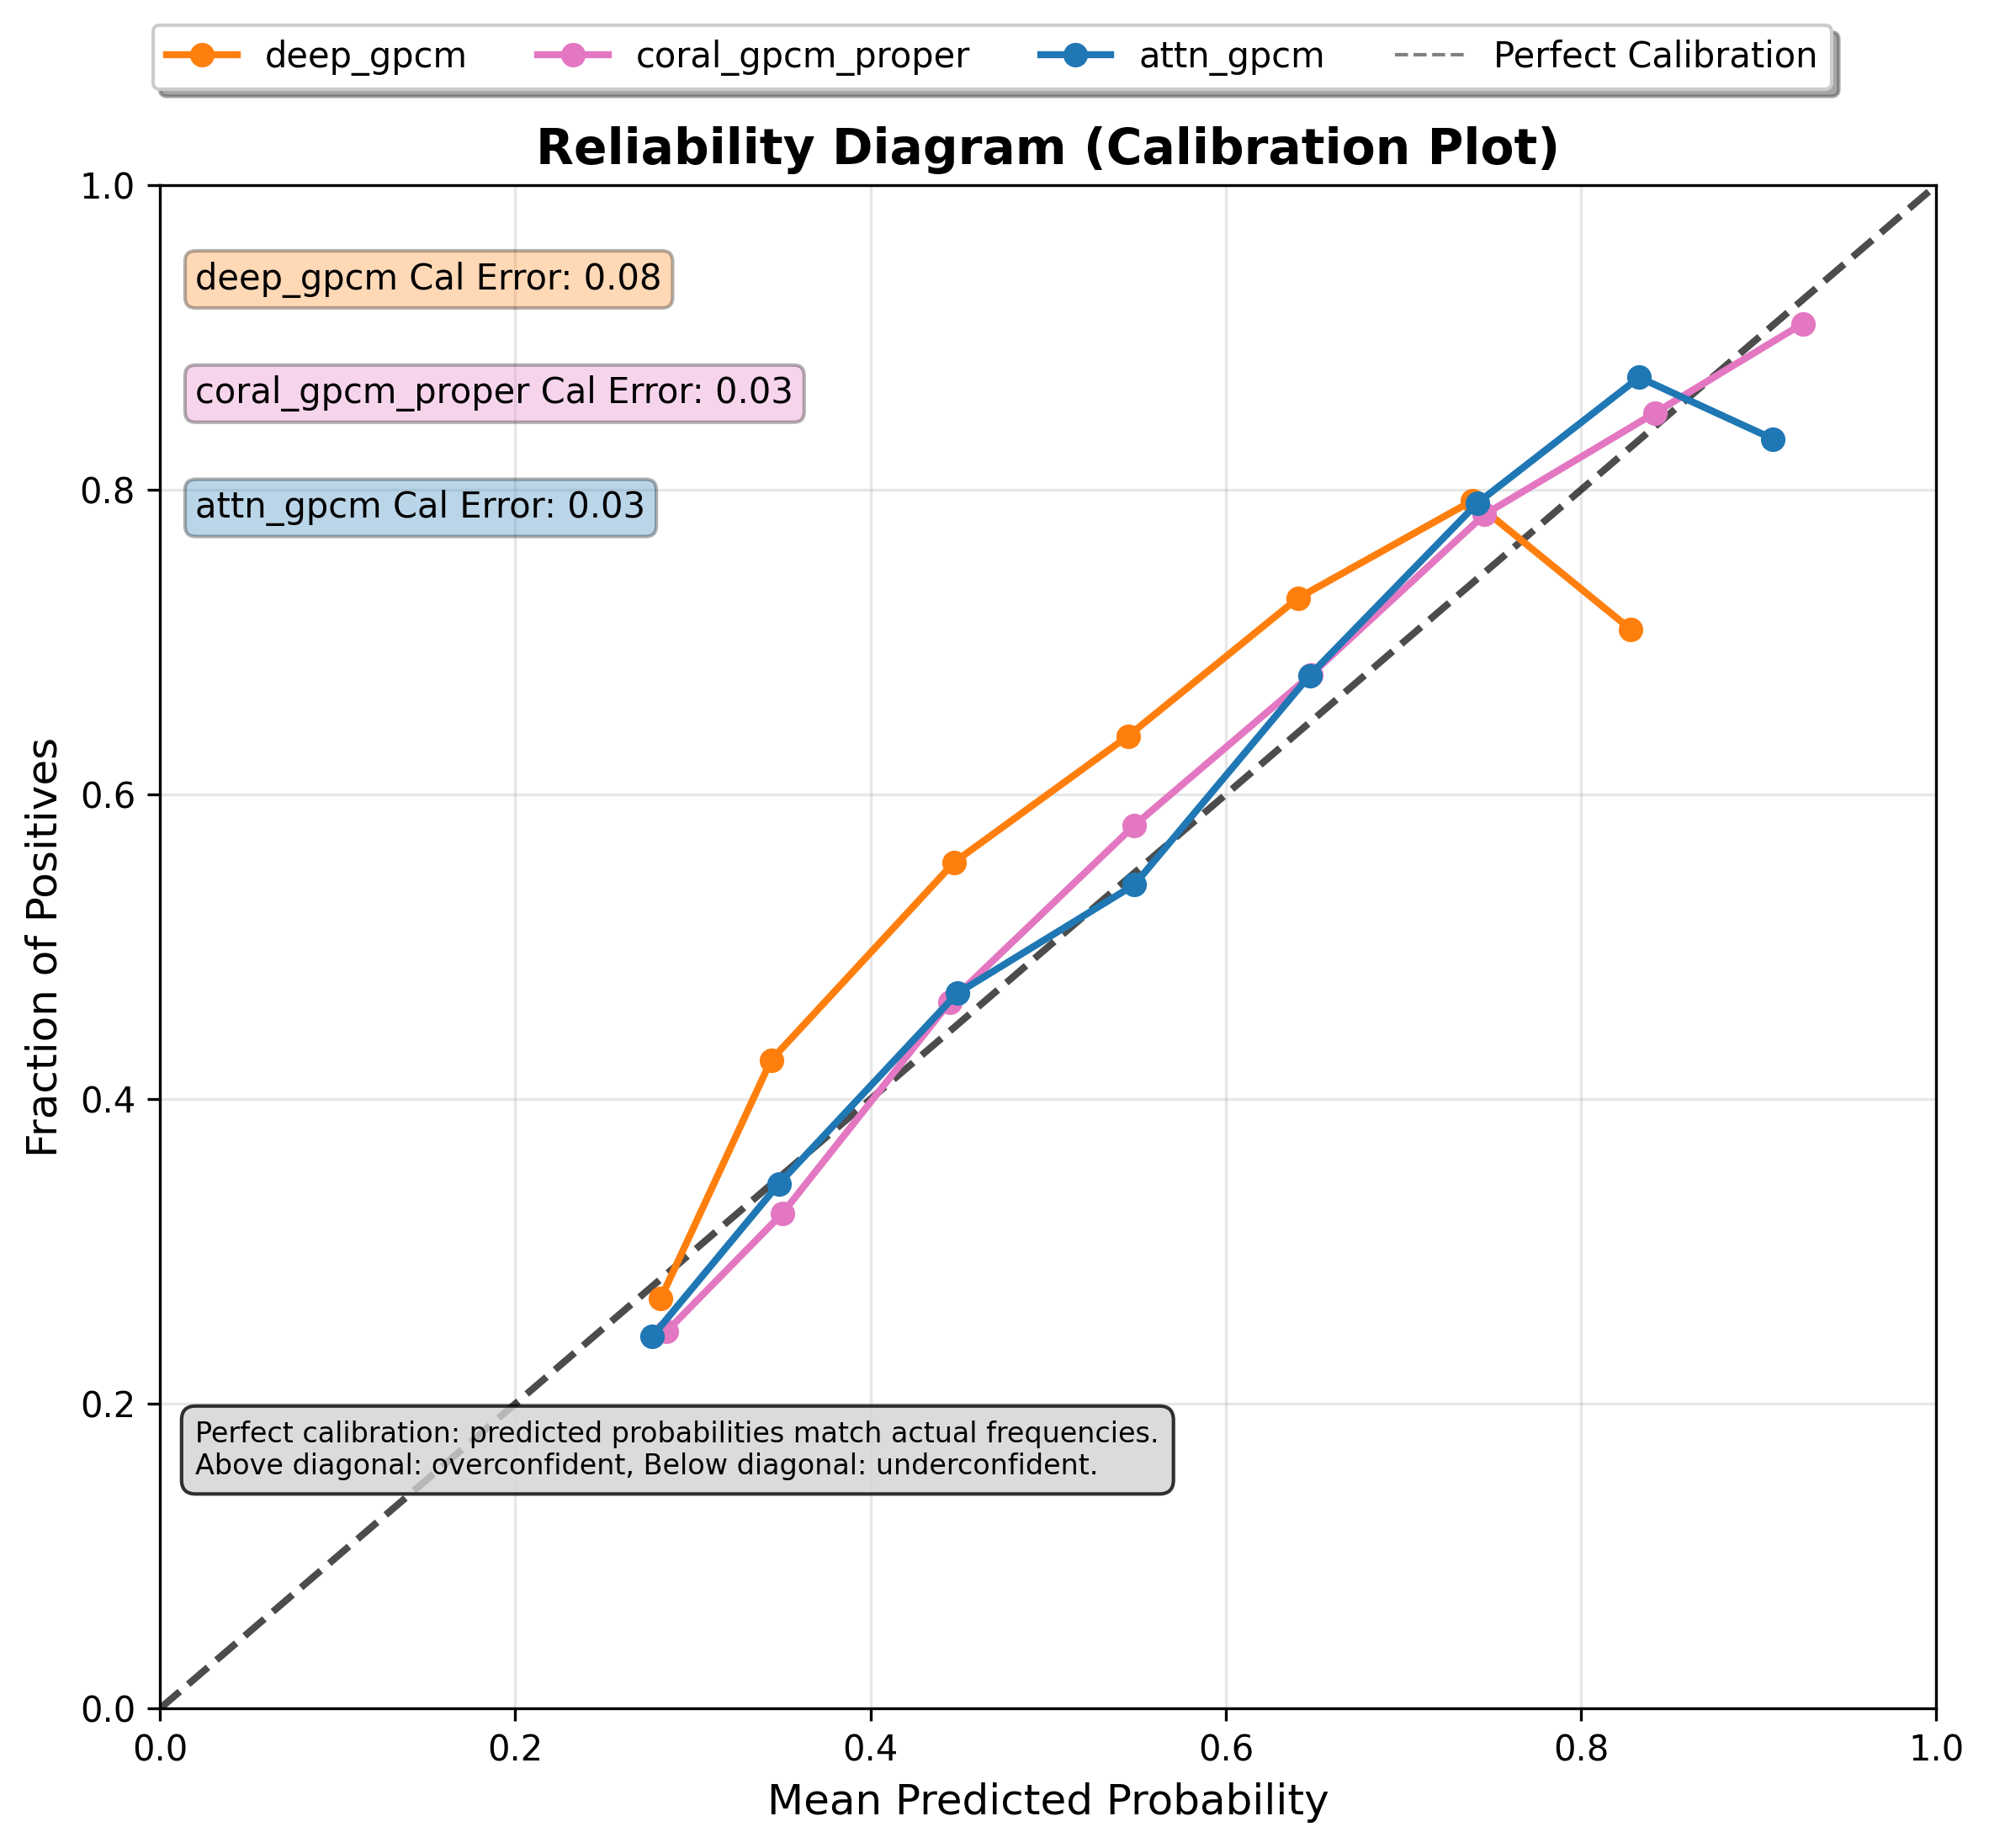 deep_gpcm coral_gpcm_proper attn_gpcm Perfect Calibration
Reliability Diagram (Calibration Plot)
1.0
0.8
0.6
0.4
0.2
0.0
Fraction of Positives
deep_gpcm Cal Error: 0.08
coral_gpcm_proper Cal Error: 0.03
attn_gpcm Cal Error: 0.03
Perfect calibration: predicted probabilities match actual frequencies.
Above diagonal: overconfident, Below diagonal: underconfident.
0.0 0.2 0.4 0.6 0.8 1.0
Mean Predicted Probability